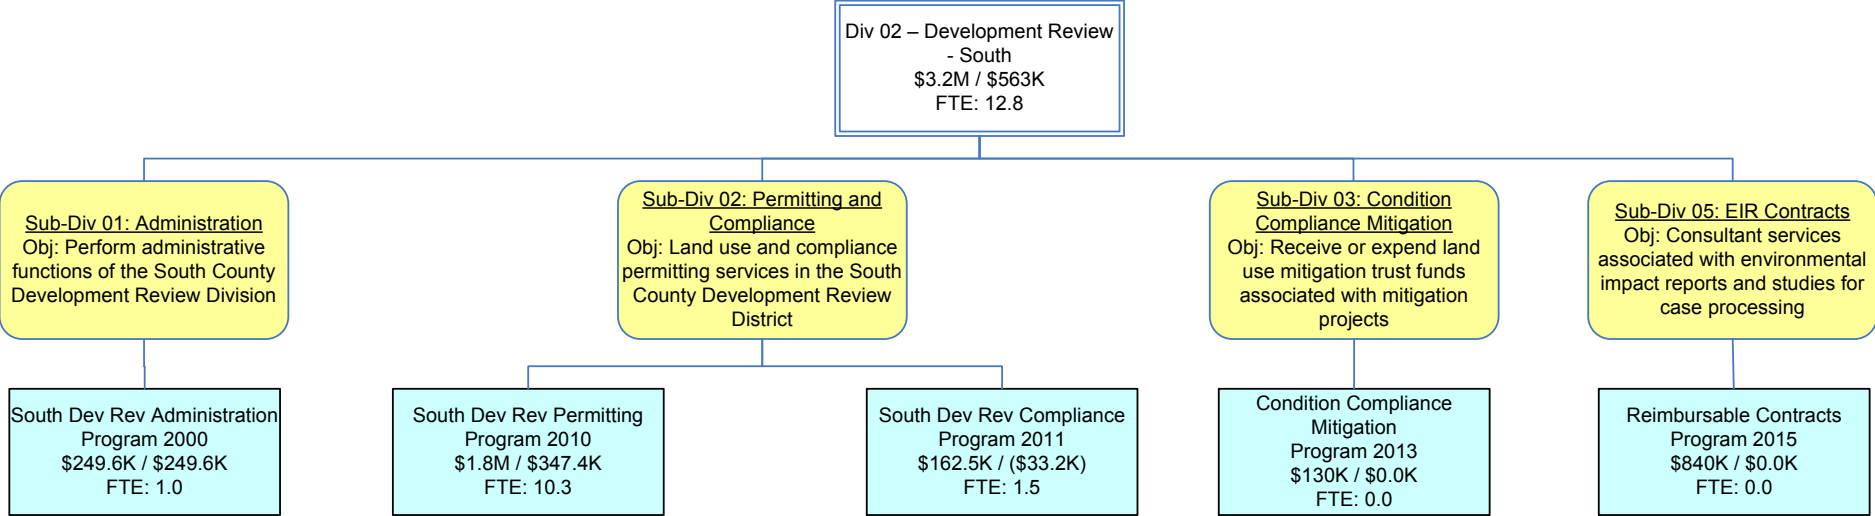 Div 02 – Development Review
- South
$3.2M / $563K
FTE: 12.8
Sub-Div 01: Administration
Obj: Perform administrative
functions of the South County
Development Review Division
Sub-Div 02: Permitting and
Compliance
Obj: Land use and compliance
permitting services in the South
County Development Review
District
Sub-Div 03: Condition
Compliance Mitigation
Obj: Receive or expend land
use mitigation trust funds
associated with mitigation
projects
Sub-Div 05: EIR Contracts
Obj: Consultant services
associated with environmental
impact reports and studies for
case processing
South Dev Rev Administration
Program 2000
$249.6K / $249.6K
FTE: 1.0
South Dev Rev Permitting
Program 2010
$1.8M / $347.4K
FTE: 10.3
South Dev Rev Compliance
Program 2011
$162.5K / ($33.2K)
FTE: 1.5
Condition Compliance
Mitigation
Program 2013
$130K / $0.0K
FTE: 0.0
Reimbursable Contracts
Program 2015
$840K / $0.0K
FTE: 0.0